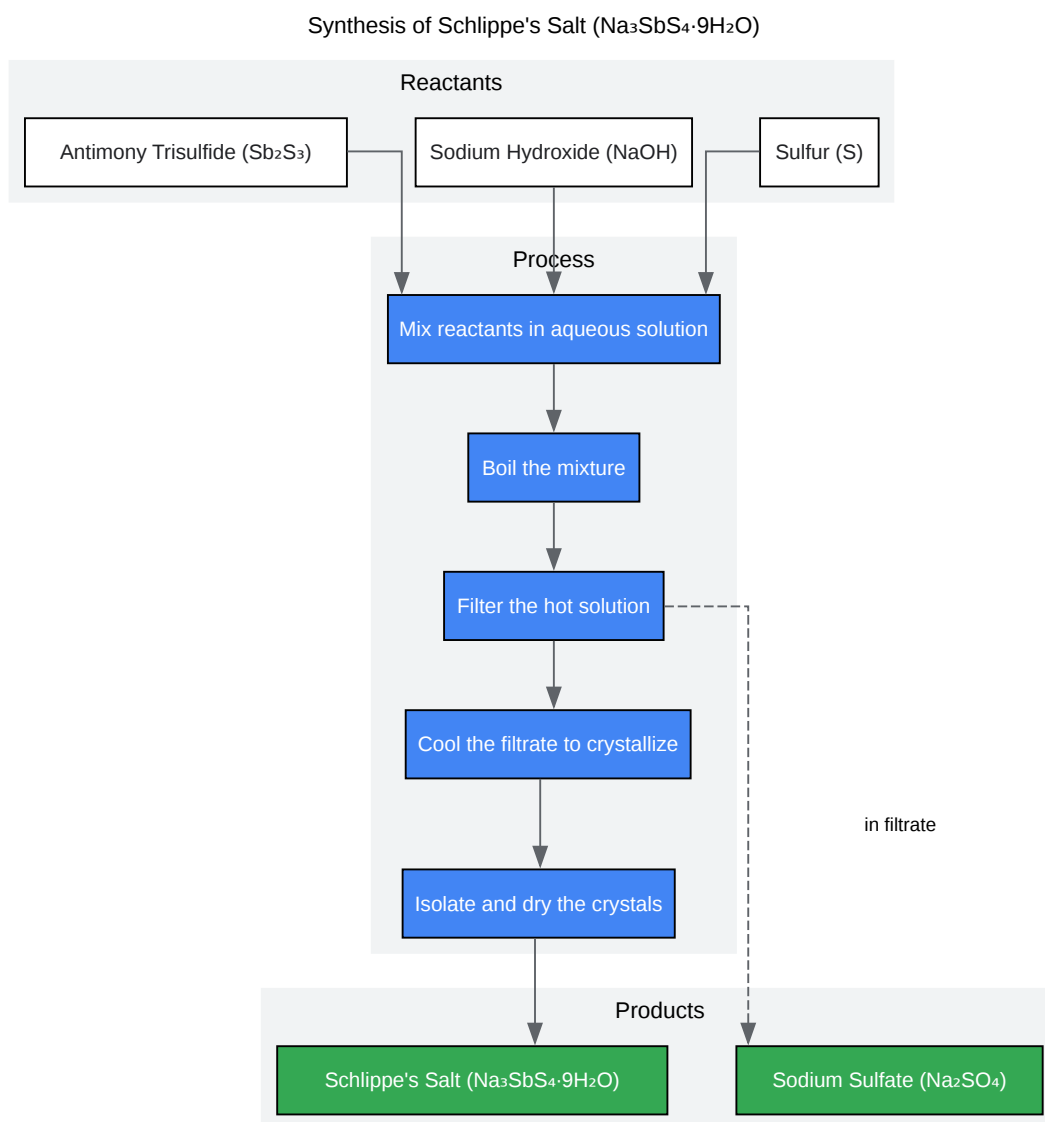 Synthesis of Schlippe's Salt (Na₃SbS₄·9H₂O)
Reactants
Antimony Trisulfide (Sb₂S₃)
Sodium Hydroxide (NaOH)
Sulfur (S)
Process
Mix reactants in aqueous solution
Boil the mixture
Filter the hot solution
Cool the filtrate to crystallize
in filtrate
Isolate and dry the crystals
Products
Schlippe's Salt (Na₃SbS₄·9H₂O)
Sodium Sulfate (Na₂SO₄)